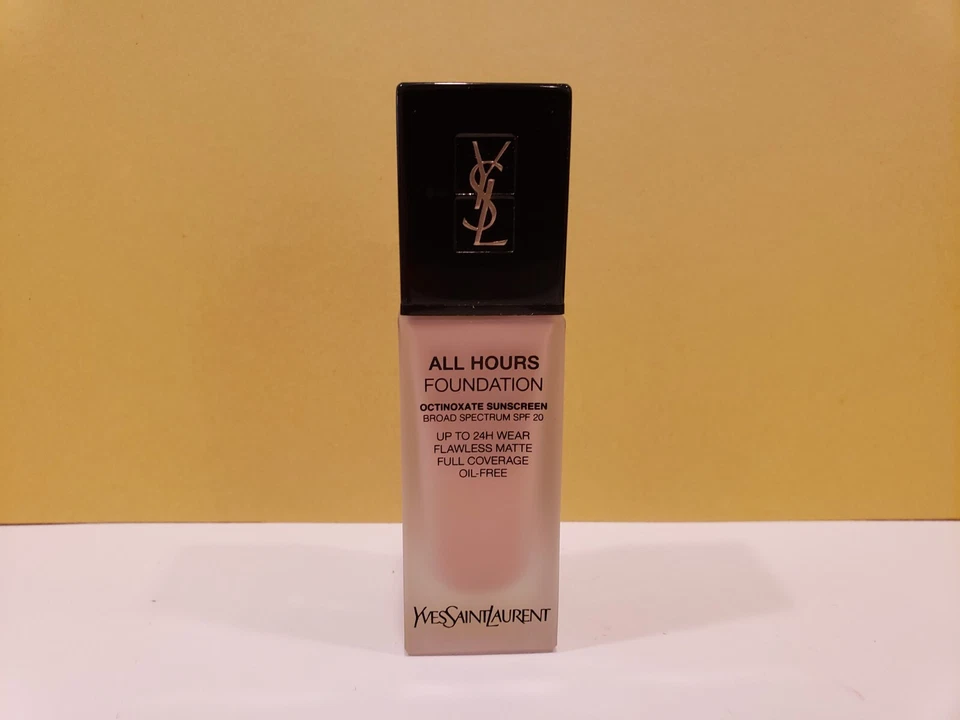 YSL
ALL HOURS
FOUNDATION
OCTINOXATE SUNSCREEN
BROAD SPECTRUM SPF 20
UP TO 24H WEAR
FLAWLESS MATTE
FULL COVERAGE
OIL-FREE
YVESSAINTLAURENT